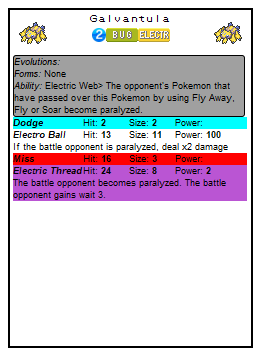 Galvantula
2 BUG ELECTR
Evolutions:
Forms: None
Ability: Electric Web> The opponent's Pokemon that
have passed over this Pokemon by using Fly Away,
Fly or Soar become paralyzed.
Dodge Hit: 2 Size: 2 Power:
Electro Ball Hit: 13 Size: 11 Power: 100
If the battle opponent is paralyzed, deal x2 damage
Miss Hit: 16 Size: 3 Power:
Electric Thread Hit: 24 Size: 8 Power: 2
The battle opponent becomes paralyzed. The battle
opponent gains wait 3.